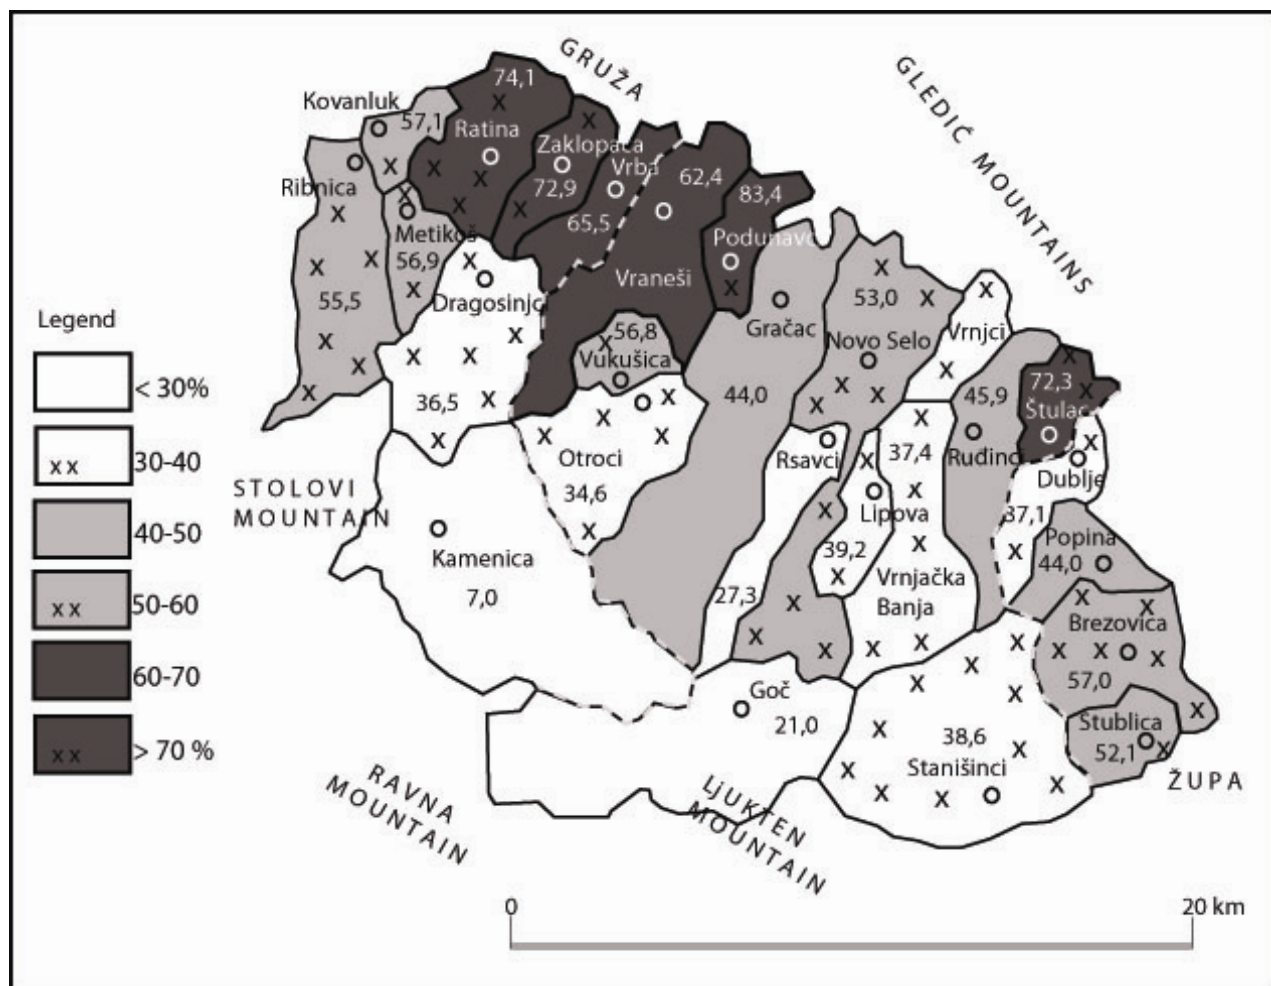 GRUŽA
GLEDIĆ MOUNTAINS
74,1
Kovanluk
57,1
Ratina
Zaklopača
Vrba
62,4
83,4
Ribnica
72,9
65,5
Metikoš
56,9
Podunavc
Dragosinjci
55,5
Vraneši
53,0
Gračac
Novo Selo
Vrnjci
56,8
Vukušica
36,5
44,0
45,9
72,3
Štulac
Otroci
34,6
Rsavci
37,4
Ruđinci
Dublje
Lipova
37,1
39,2
Popina
44,0
STOLOVI
MOUNTAIN
Kamenica
7,0
27,3
Vrnjačka
Banja
Brezovica
57,0
Goč
21,0
38,6
Stanišinci
Štublica
52,1
ŽUPA
RAVNA
MOUNTAIN
LjUKTEN
MOUNTAIN
Legend
< 30%
x x 30-40
40-50
x x 50-60
60-70
x x > 70 %
0 20 km